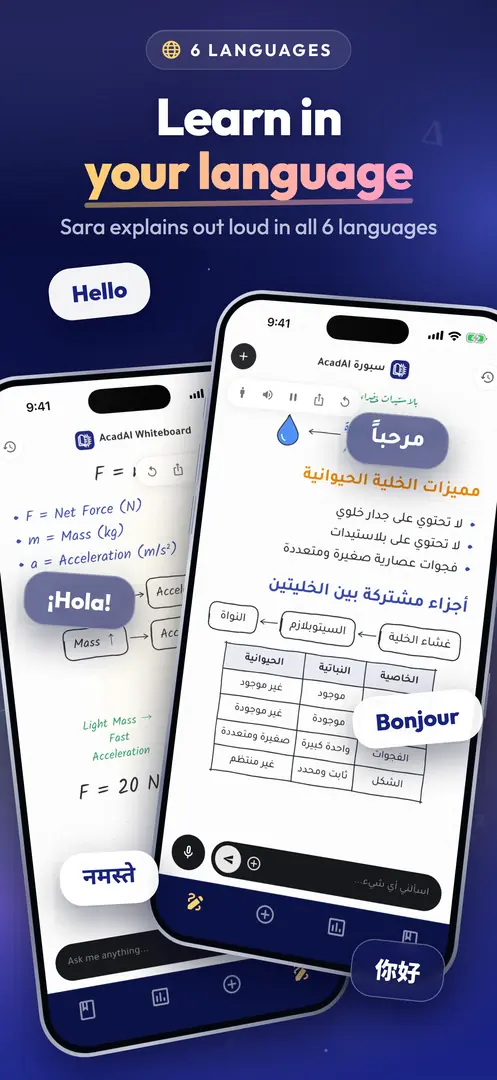 6 LANGUAGES
Learn in
your language
Sara explains out loud in all 6 languages
Hello
9:41
AcadAI Whiteboard
F =
• F = Net Force (N)
• m = Mass (kg)
• a = Acceleration (m/s²)
¡Hola!
Mass ↑
Light Mass →
Fast
Acceleration
F = 20 N
नमस्ते
Ask me anything...
9:41
سبورة AcadAI
مرحباً
مميزات الخلية الحيوانية
• لا تحتوي على جدار خلوي
• لا تحتوي على بلاستيدات
• فجوات عصارية صغيرة ومتعددة
أجزاء مشتركة بين الخليتين
غشاء الخلية ← السيتوبلازم ← النواة
الخاصية النباتية الحيوانية
موجود غير موجود
موجودة غير موجودة
الفجوات واحدة كبيرة صغيرة ومتعددة
الشكل ثابت ومحدد غير منتظم
Bonjour
اسألني أي شيء...
你好